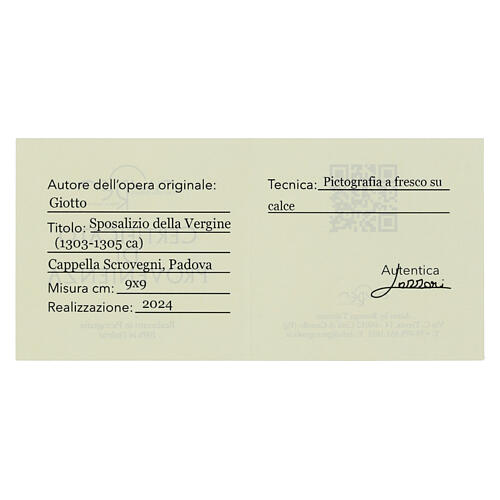 Autore dell'opera originale:
Giotto
Titolo: Sposalizio della Vergine
(1303-1305 ca)
Cappella Scrovegni, Padova
Misura cm: 9x9
Realizzazione: 2024
Tecnica: Pictografia a fresco su
calce
Autentica